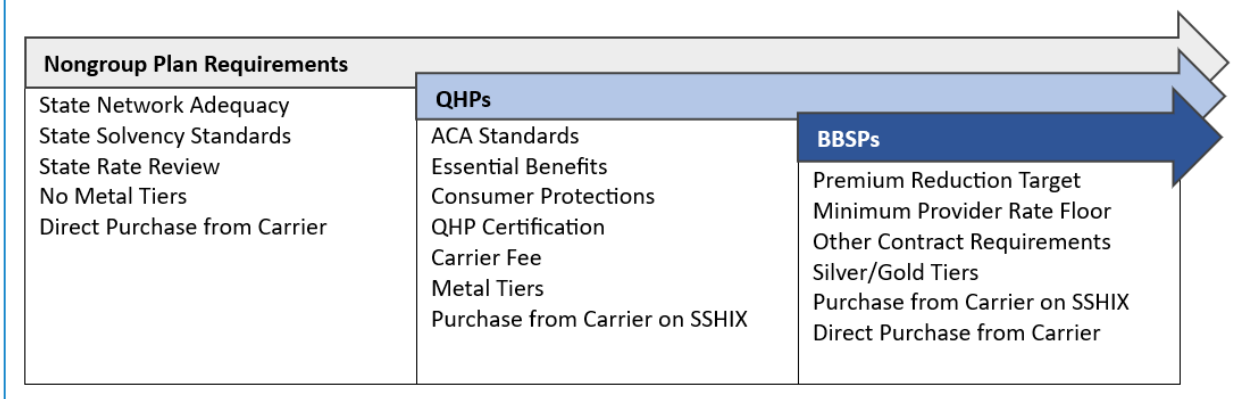 Nongroup Plan Requirements
State Network Adequacy
State Solvency Standards
State Rate Review
No Metal Tiers
Direct Purchase from Carrier
QHPs
ACA Standards
Essential Benefits
Consumer Protections
QHP Certification
Carrier Fee
Metal Tiers
Purchase from Carrier on SSHIX
BBSPs
Premium Reduction Target
Minimum Provider Rate Floor
Other Contract Requirements
Silver/Gold Tiers
Purchase from Carrier on SSHIX
Direct Purchase from Carrier